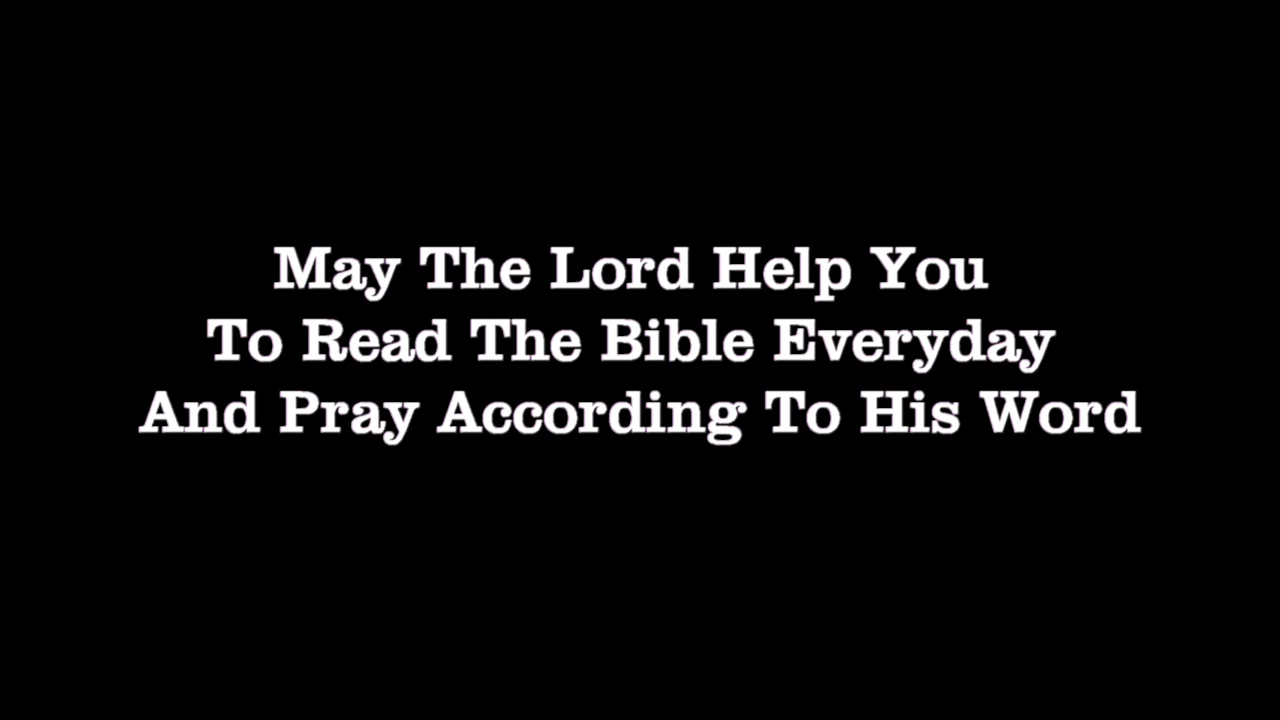 May The Lord Help You
To Read The Bible Everyday
And Pray According To His Word